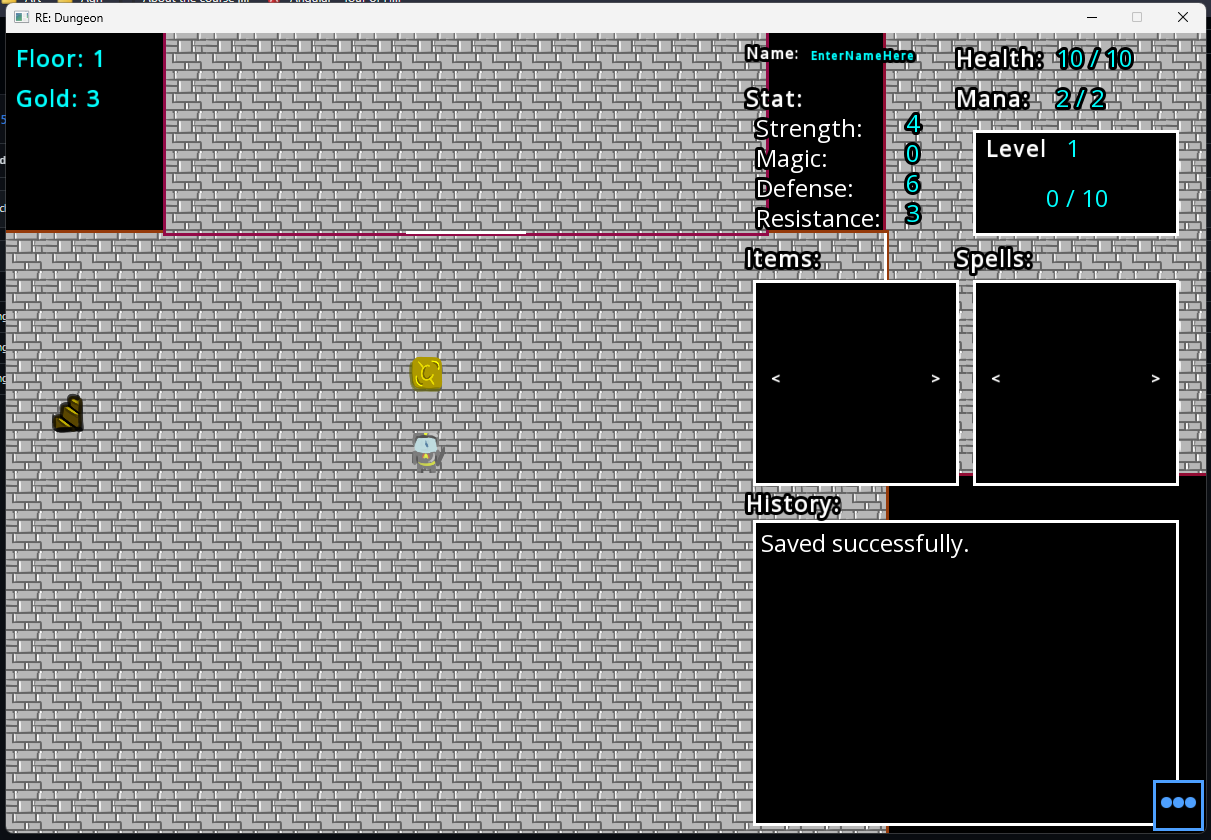 RE: Dungeon
Floor: 1
Gold: 3
Name: EnterNameHere
Stat:
Strength: 4
Magic: 0
Defense: 6
Resistance: 3
Health: 10 / 10
Mana: 2 / 2
Level 1
0 / 10
Items:
< >
Spells:
< >
History:
Saved successfully.